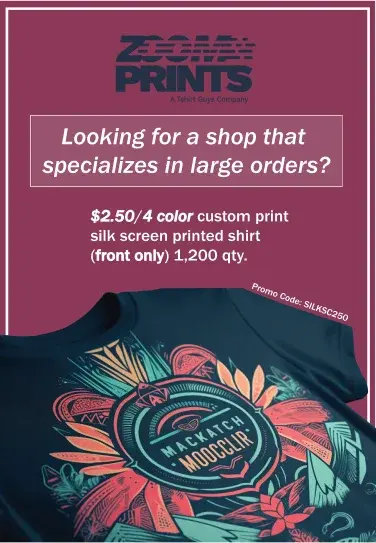 ZOOM
PRINTS
A Tshirt Guys Company
Looking for a shop that
specializes in large orders?
$2.50/4 color custom print
silk screen printed shirt
(front only) 1,200 qty.
Promo Code: SILKSC250
MACKATCH
MOOCCLIR